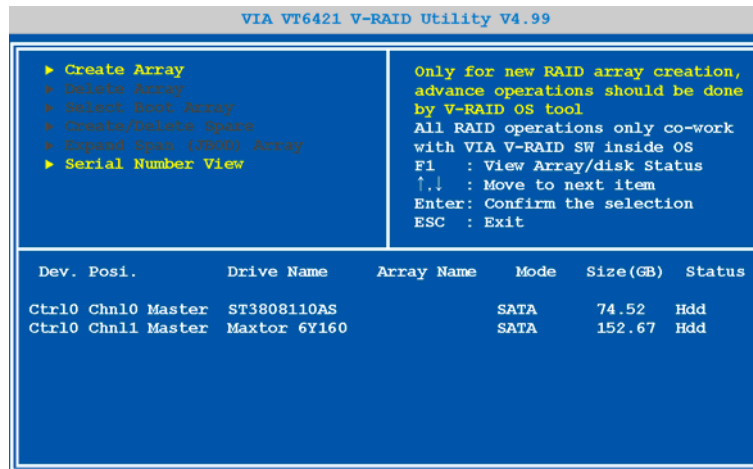 VIA VT6421 V-RAID Utility V4.99
► Create Array
► Delete Array
► Select Boot Array
► Create/Delete Spare
► Expand Span (JBOD) Array
► Serial Number View
Only for new RAID array creation,
advance operations should be done
by V-RAID OS tool
All RAID operations only co-work
with VIA V-RAID SW inside OS
F1 : View Array/disk Status
↑,↓ : Move to next item
Enter: Confirm the selection
ESC : Exit
Dev. Posi. Drive Name Array Name Mode Size(GB) Status
Ctrl0 Chnl0 Master ST3808110AS SATA 74.52 Hdd
Ctrl0 Chnl1 Master Maxtor 6Y160 SATA 152.67 Hdd